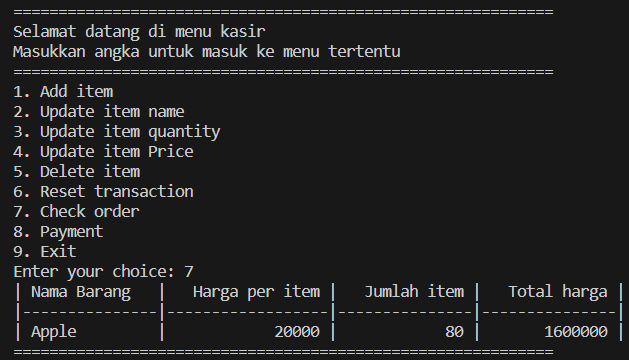 ============================================================
Selamat datang di menu kasir
Masukkan angka untuk masuk ke menu tertentu
============================================================
1. Add item
2. Update item name
3. Update item quantity
4. Update item Price
5. Delete item
6. Reset transaction
7. Check order
8. Payment
9. Exit
Enter your choice: 7
| Nama Barang   |   Harga per item |   Jumlah item |   Total harga |
|---------------|------------------|---------------|---------------|
| Apple         |            20000 |            80 |       1600000 |
============================================================